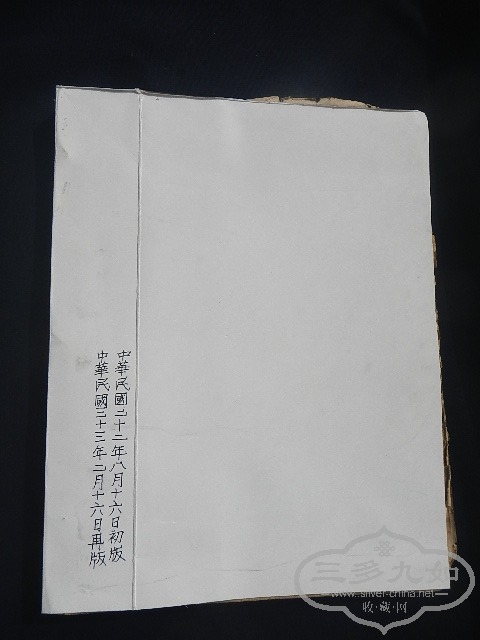 中華民國二十二年八月十六日初版
中華民國三十三年二月十六日再版
三多九如
www.silver-china.net
收藏网